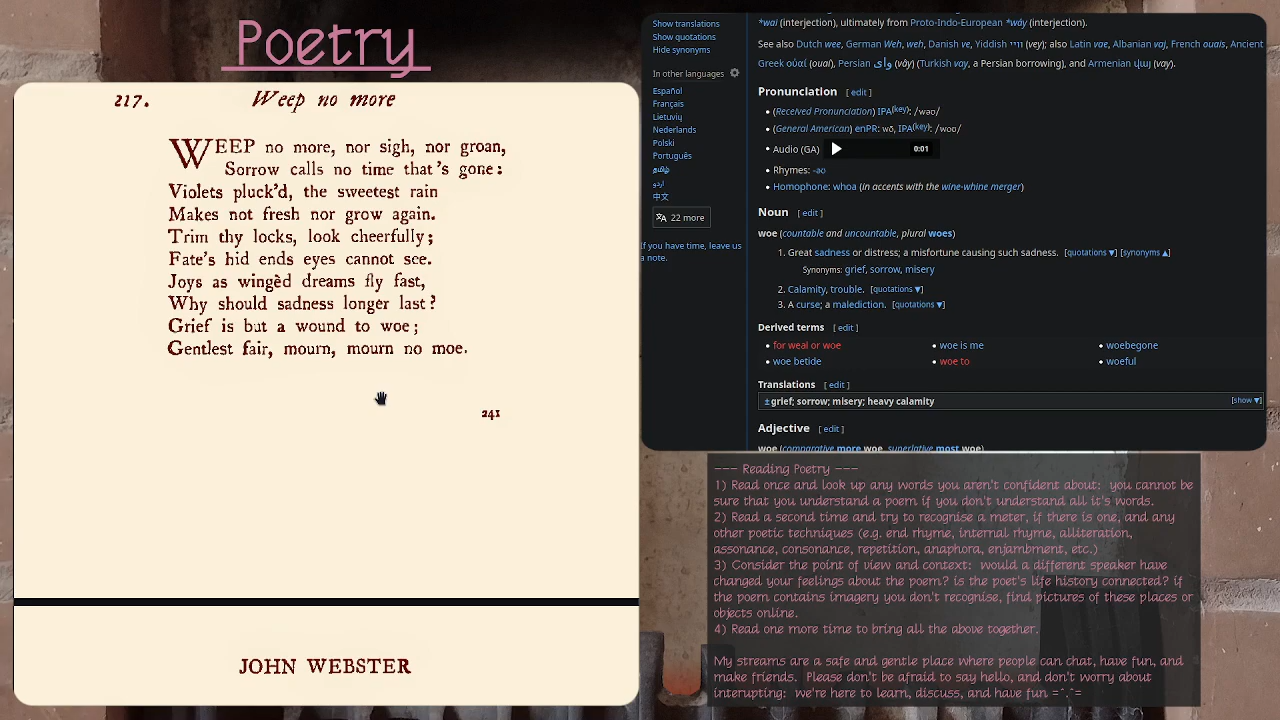 Poetry
217. Weep no more
WEEP no more, nor sigh, nor groan,
Sorrow calls no time that's gone:
Violets pluck'd, the sweetest rain
Makes not fresh nor grow again.
Trim thy locks, look cheerfully;
Fate's hid ends eyes cannot see.
Joys as wingèd dreams fly fast,
Why should sadness longer last?
Grief is but a wound to woe;
Gentlest fair, mourn, mourn no moe.
241
JOHN WEBSTER
Show translations
Show quotations
Hide synonyms
In other languages
Español
Français
Lietuvių
Nederlands
Polski
Português
தமிழ்
اردو
中文
22 more
If you have time, leave us
a note.
*wai (interjection), ultimately from Proto-Indo-European *wáy (interjection).
See also Dutch wee, German Weh, weh, Danish ve, Yiddish וויי (vey); also Latin vae, Albanian vaj, French ouais, Ancient
Greek οὐαί (ouaí), Persian وای (vây) (Turkish vay, a Persian borrowing), and Armenian վայ (vay).
Pronunciation [ edit ]
• (Received Pronunciation) IPA(key): /wəʊ/
• (General American) enPR: wō, IPA(key): /woʊ/
• Audio (GA) 0:01
• Rhymes: -əʊ
• Homophone: whoa (in accents with the wine-whine merger)
Noun [ edit ]
woe (countable and uncountable, plural woes)
1. Great sadness or distress; a misfortune causing such sadness. [quotations ▼] [synonyms ▲]
Synonyms: grief, sorrow, misery
2. Calamity, trouble. [quotations ▼]
3. A curse; a malediction. [quotations ▼]
Derived terms [ edit ]
• for weal or woe • woe is me • woebegone
• woe betide • woe to • woeful
Translations [ edit ]
±grief; sorrow; misery; heavy calamity [show ▼]
Adjective [ edit ]
woe (comparative more woe, superlative most woe)
--- Reading Poetry ---
1) Read once and look up any words you aren't confident about: you cannot be
sure that you understand a poem if you don't understand all it's words.
2) Read a second time and try to recognise a meter, if there is one, and any
other poetic techniques (e.g. end rhyme, internal rhyme, alliteration,
assonance, consonance, repetition, anaphora, enjambment, etc.)
3) Consider the point of view and context: would a different speaker have
changed your feelings about the poem? is the poet's life history connected? if
the poem contains imagery you don't recognise, find pictures of these places or
objects online.
4) Read one more time to bring all the above together.
My streams are a safe and gentle place where people can chat, have fun, and
make friends. Please don't be afraid to say hello, and don't worry about
interupting: we're here to learn, discuss, and have fun =^.^=